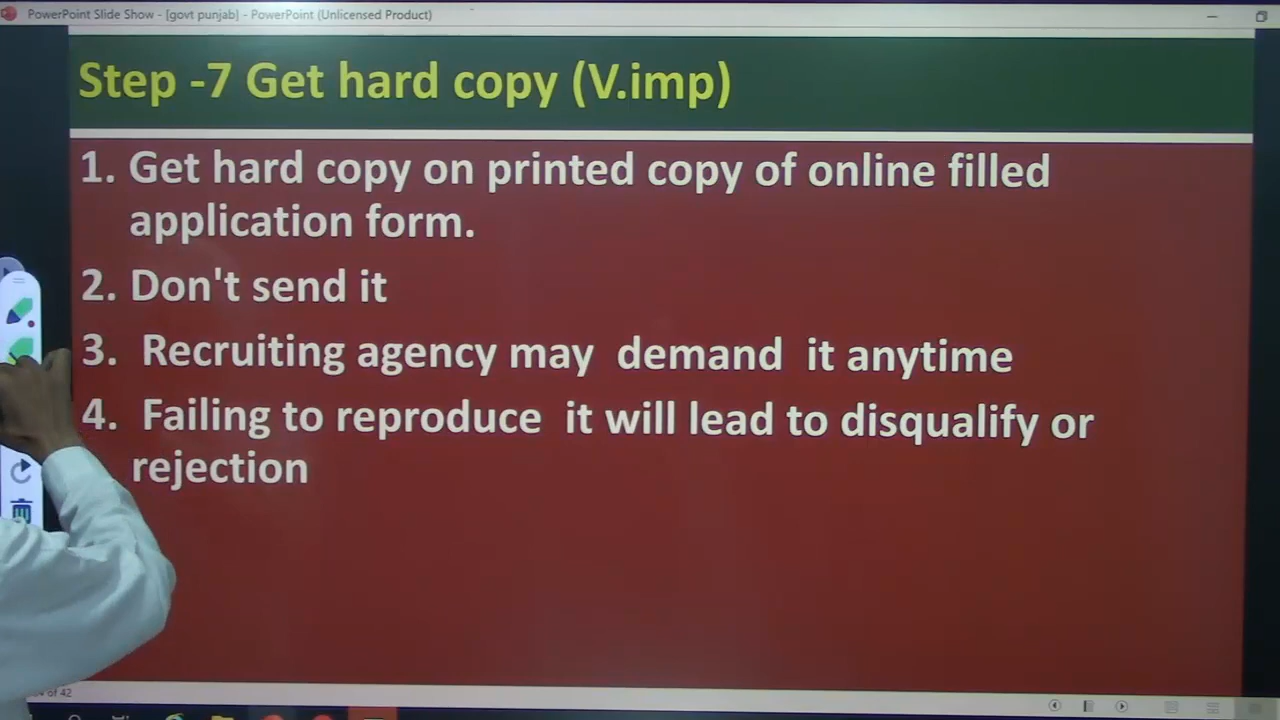 PowerPoint Slide Show - [govt punjab] - PowerPoint (Unlicensed Product)
Step -7 Get hard copy (V.imp)
1. Get hard copy on printed copy of online filled
application form.
2. Don't send it
3. Recruiting agency may demand it anytime
4. Failing to reproduce it will lead to disqualify or
rejection
of 42